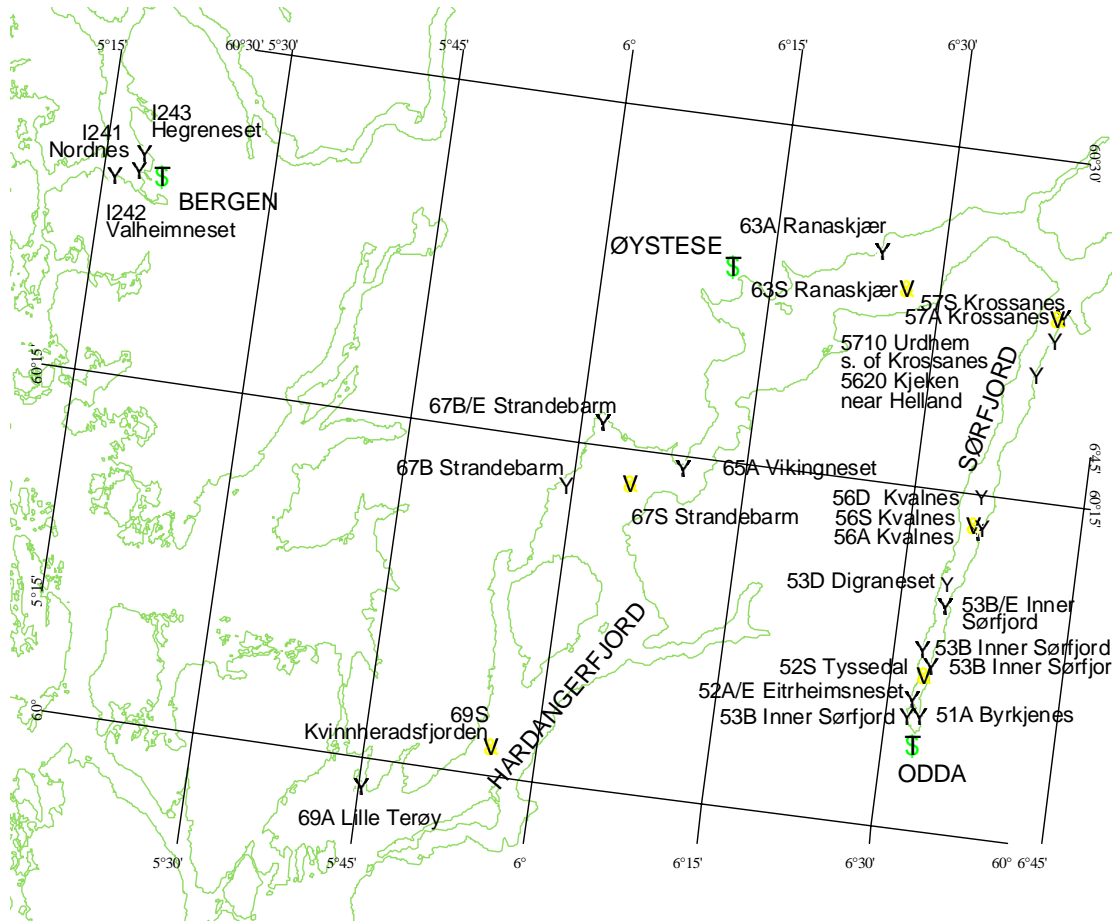 5°15'
60°30' 5°30'
5°45'
6°
6°15'
6°30'
60°30'
I243
Hegreneset
I241
Nordnes
Y
Y
Y
T
S
BERGEN
I242
Valheimneset
63A Ranaskjær
Y
ØYSTESE
T
S
63S Ranaskjær
V
57S Krossanes
57A Krossanes
V
Y
5710 Urdhem
s. of Krossanes
Y
5620 Kjeken
near Helland
Y
SØRFJORD
60°15'
67B/E Strandebarm
Y
67B Strandebarm
Y
V
67S Strandebarm
Y
65A Vikingneset
6°45'
60°15'
56D Kvalnes
Y
56S Kvalnes
V
56A Kvalnes
Y
53D Digraneset
Y
53B/E Inner
Sørfjord
Y
5°15'
Y
53B Inner Sørfjord
52S Tyssedal
V
Y
53B Inner Sørfjor
52A/E Eitrheimsneset
Y
53B Inner Sørfjord
Y
Y
51A Byrkjenes
T
S
ODDA
60°
HARDANGERFJORD
69S
Kvinnheradsfjorden
V
Y
69A Lille Terøy
5°30'
5°45'
6°
6°15'
6°30'
60°
6°45'